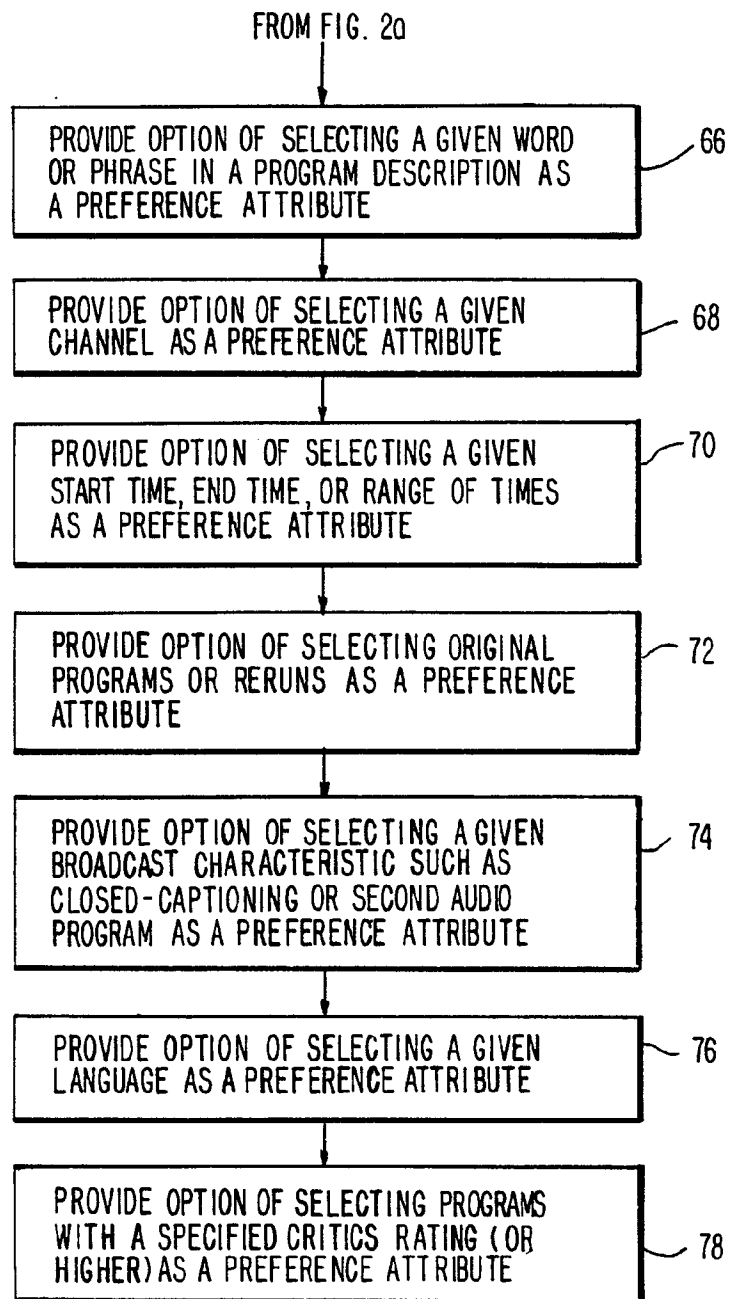 FROM FIG. 2a
PROVIDE OPTION OF SELECTING A GIVEN
OR PHRASE IN A PROGRAM DESCRIPTION AS
A PREFERENCE ATTRIBUTE
66
PROVIDE OPTION OF SELECTING A GIVEN
CHANNEL AS A PREFERENCE ATTRIBUTE
68
PROVIDE OPTION OF SELECTING A GIVEN
START TIME, END TIME, OR RANGE OF TIMES
AS A PREFERENCE ATTRIBUTE
70
PROVIDE OPTION OF SELECTING ORIGINAL
PROGRAMS OR RERUNS AS A PREFERENCE
ATTRIBUTE
72
PROVIDE OPTION OF SELECTING A GIVEN
BROADCAST CHARACTERISTIC SUCH AS
CLOSED-CAPTIONING OR SECOND AUDIO
PROGRAM AS A PREFERENCE ATTRIBUTE
74
PROVIDE OPTION OF SELECTING A GIVEN
LANGUAGE AS A PREFERENCE ATTRIBUTE
76
PROVIDE OPTION OF SELECTING PROGRAMS
WITH A SPECIFIED CRITICS RATING (OR
HIGHER) AS A PREFERENCE ATTRIBUTE
78